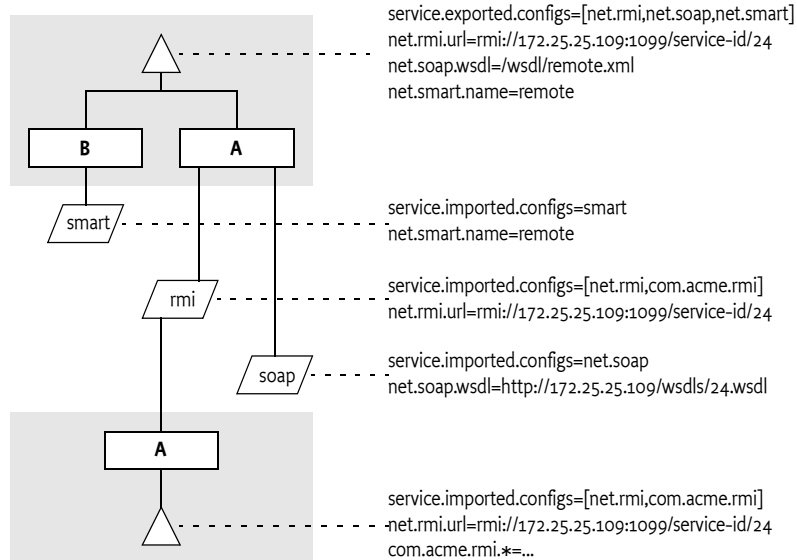 service.exported.configs=[net.rmi,net.soap,net.smart]
net.rmi.url=rmi://172.25.25.109:1099/service-id/24
net.soap.wsdl=/wsdl/remote.xml
net.smart.name=remote
B
A
smart
service.imported.configs=smart
net.smart.name=remote
rmi
service.imported.configs=[net.rmi,com.acme.rmi]
net.rmi.url=rmi://172.25.25.109:1099/service-id/24
soap
service.imported.configs=net.soap
net.soap.wsdl=http://172.25.25.109/wsdls/24.wsdl
A
service.imported.configs=[net.rmi,com.acme.rmi]
net.rmi.url=rmi://172.25.25.109:1099/service-id/24
com.acme.rmi.*=...